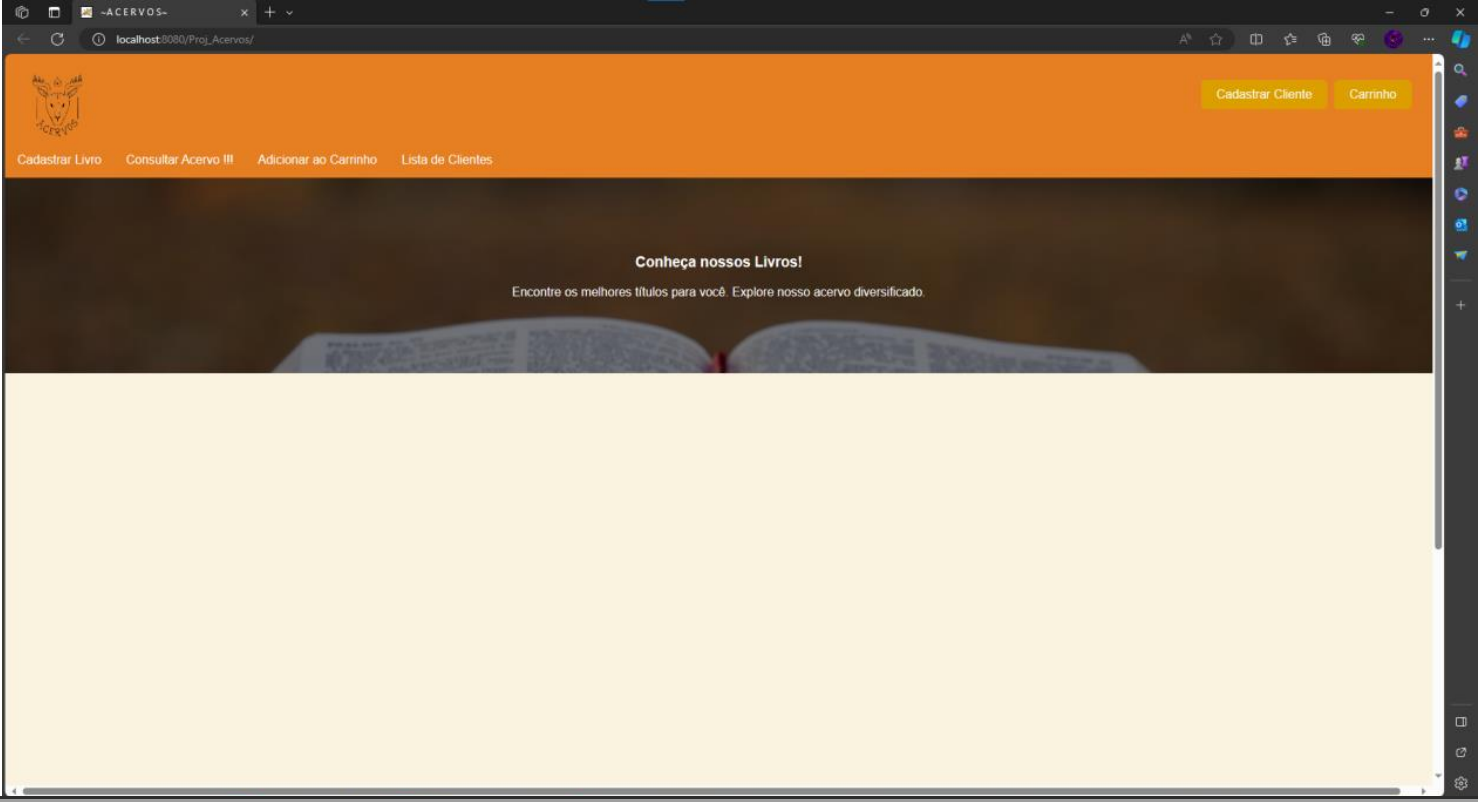 ~ACERVOS~
localhost:8080/Proj_Acervos/
ACERVOS
Cadastrar Cliente
Carrinho
Cadastrar Livro
Consultar Acervo !!!
Adicionar ao Carrinho
Lista de Clientes
Conheça nossos Livros!
Encontre os melhores títulos para você. Explore nosso acervo diversificado.